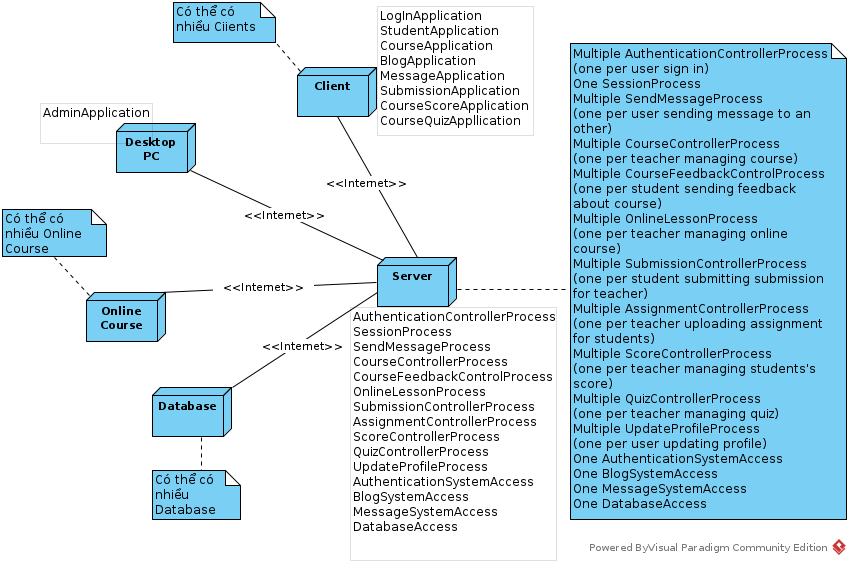 Có thể có
nhiều Ciients
Client
LogInApplication
StudentApplication
CourseApplication
BlogApplication
MessageApplication
SubmissionApplication
CourseScoreApplication
CourseQuizAppllication
AdminApplication
Desktop
PC
<<Internet>>
<<Internet>>
Có thể có
nhiều Online
Course
Online
Course
<<Internet>>
Server
<<Internet>>
Database
Có thể có
nhiều
Database
AuthenticationControllerProcess
SessionProcess
SendMessageProcess
CourseControllerProcess
CourseFeedbackControlProcess
OnlineLessonProcess
SubmissionControllerProcess
AssignmentControllerProcess
ScoreControllerProcess
QuizControllerProcess
UpdateProfileProcess
AuthenticationSystemAccess
BlogSystemAccess
MessageSystemAccess
DatabaseAccess
Multiple AuthenticationControllerProcess
(one per user sign in)
One SessionProcess
Multiple SendMessageProcess
(one per user sending message to an
other)
Multiple CourseControllerProcess
(one per teacher managing course)
Multiple CourseFeedbackControlProcess
(one per student sending feedback
about course)
Multiple OnlineLessonProcess
(one per teacher managing online
course)
Multiple SubmissionControllerProcess
(one per student submitting submission
for teacher)
Multiple AssignmentControllerProcess
(one per teacher uploading assignment
for students)
Multiple ScoreControllerProcess
(one per teacher managing students's
score)
Multiple QuizControllerProcess
(one per teacher managing quiz)
Multiple UpdateProfileProcess
(one per user updating profile)
One AuthenticationSystemAccess
One BlogSystemAccess
One MessageSystemAccess
One DatabaseAccess
Powered ByVisual Paradigm Community Edition